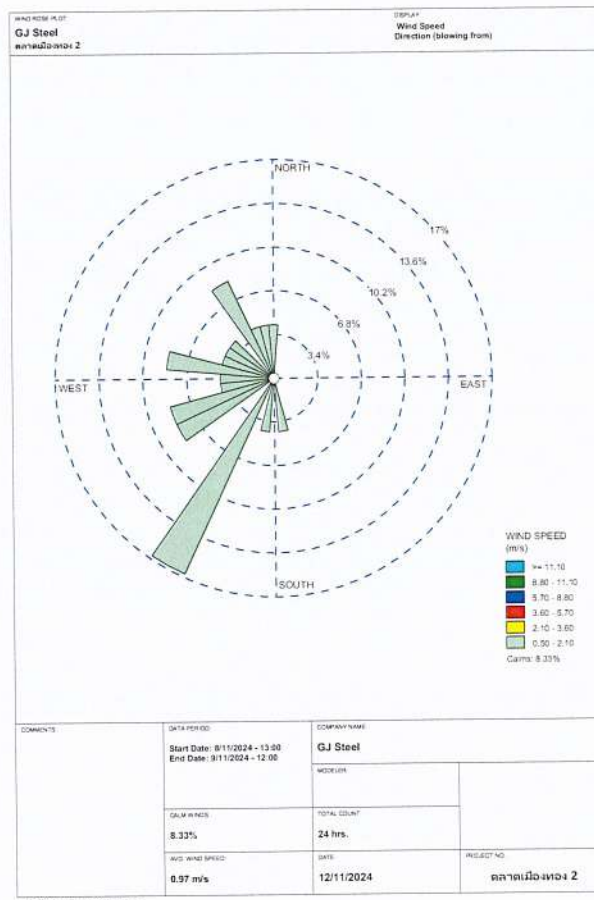 WIND ROSE PLOT:
GJ Steel
ตลาดเมืองทอง 2
DISPLAY:
Wind Speed
Direction (blowing from)
NORTH
17%
13.6%
10.2%
6.8%
3.4%
WEST
EAST
SOUTH
WIND SPEED
(m/s)
>= 11.10
8.80 - 11.10
5.70 - 8.80
3.60 - 5.70
2.10 - 3.60
0.50 - 2.10
Calms: 8.33%
COMMENTS:
DATA PERIOD:
Start Date: 8/11/2024 - 13:00
End Date: 9/11/2024 - 12:00
COMPANY NAME:
GJ Steel
MODELER:
CALM WINDS:
8.33%
TOTAL COUNT:
24 hrs.
AVG. WIND SPEED:
0.97 m/s
DATE:
12/11/2024
PROJECT NO.:
ตลาดเมืองทอง 2